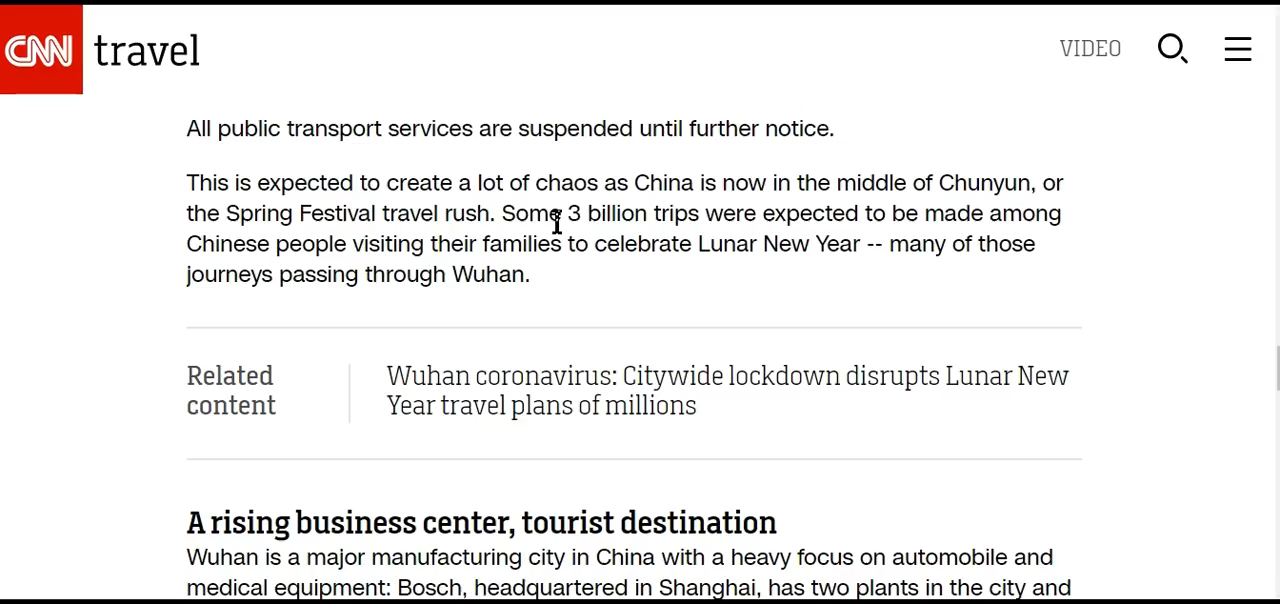 CNN travel VIDEO
All public transport services are suspended until further notice.
This is expected to create a lot of chaos as China is now in the middle of Chunyun, or
the Spring Festival travel rush. Some 3 billion trips were expected to be made among
Chinese people visiting their families to celebrate Lunar New Year -- many of those
journeys passing through Wuhan.
Related
content
Wuhan coronavirus: Citywide lockdown disrupts Lunar New
Year travel plans of millions
A rising business center, tourist destination
Wuhan is a major manufacturing city in China with a heavy focus on automobile and
medical equipment: Bosch, headquartered in Shanghai, has two plants in the city and